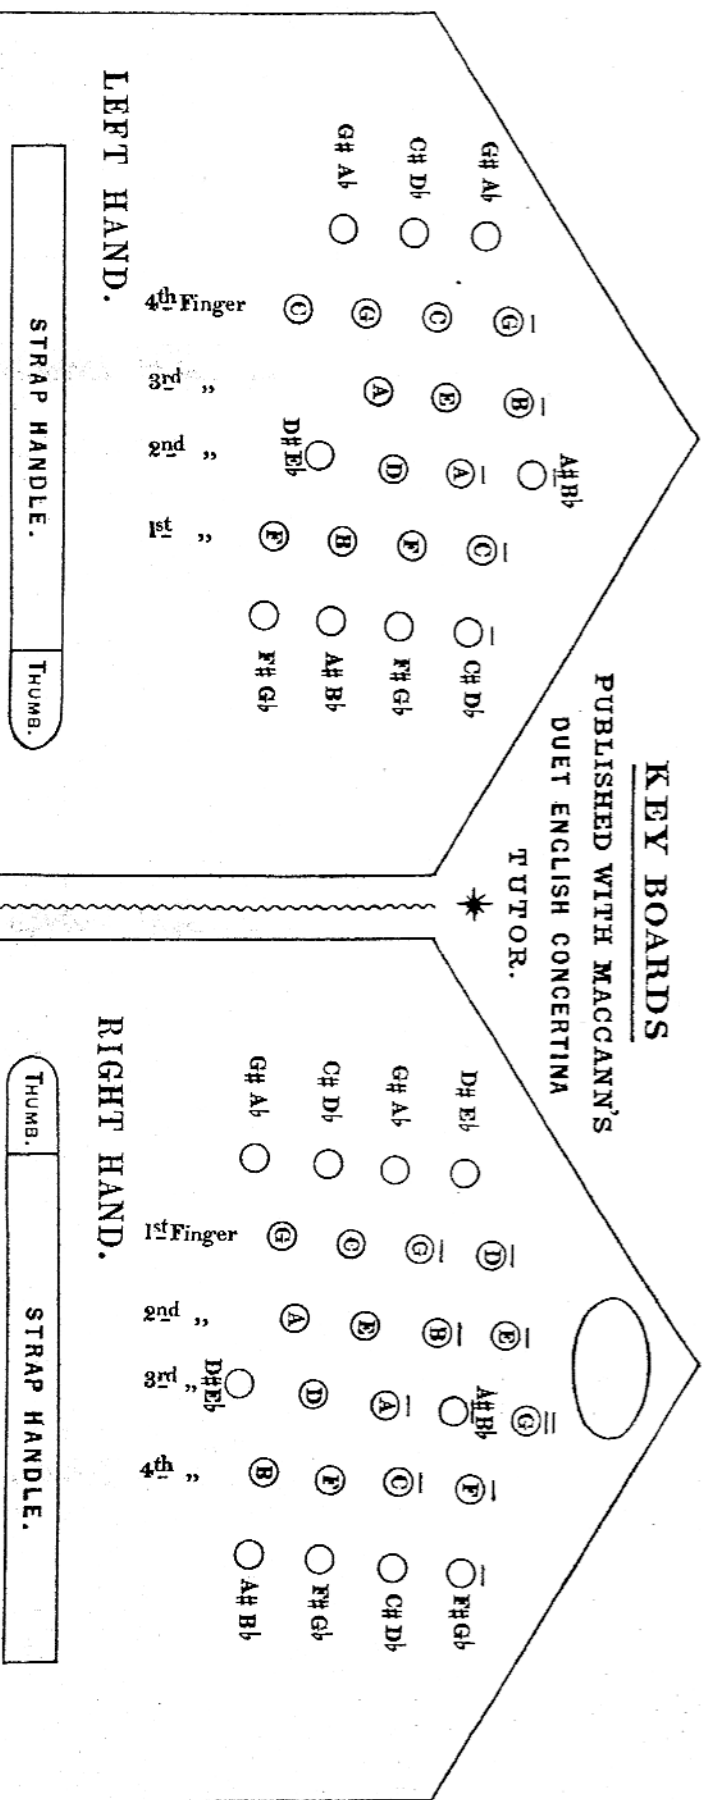 KEY BOARDS
PUBLISHED WITH MACCANN'S
DUET ENGLISH CONCERTINA
TUTOR.
A# B♭
G# A♭ G B C C# D♭
C# D♭ C E A F F# G♭
G# A♭ G A D B A# B♭
C D# E♭ F F# G♭
4th Finger 3rd „ 2nd „ 1st „
LEFT HAND.
STRAP HANDLE. THUMB.
G
D# E♭ D E A# B♭ F F# G♭
G# A♭ G B A C C# D♭
C# D♭ C E D F F# G♭
G# A♭ G A D# E♭ B A# B♭
1st Finger 2nd „ 3rd „ 4th „
RIGHT HAND.
THUMB. STRAP HANDLE.